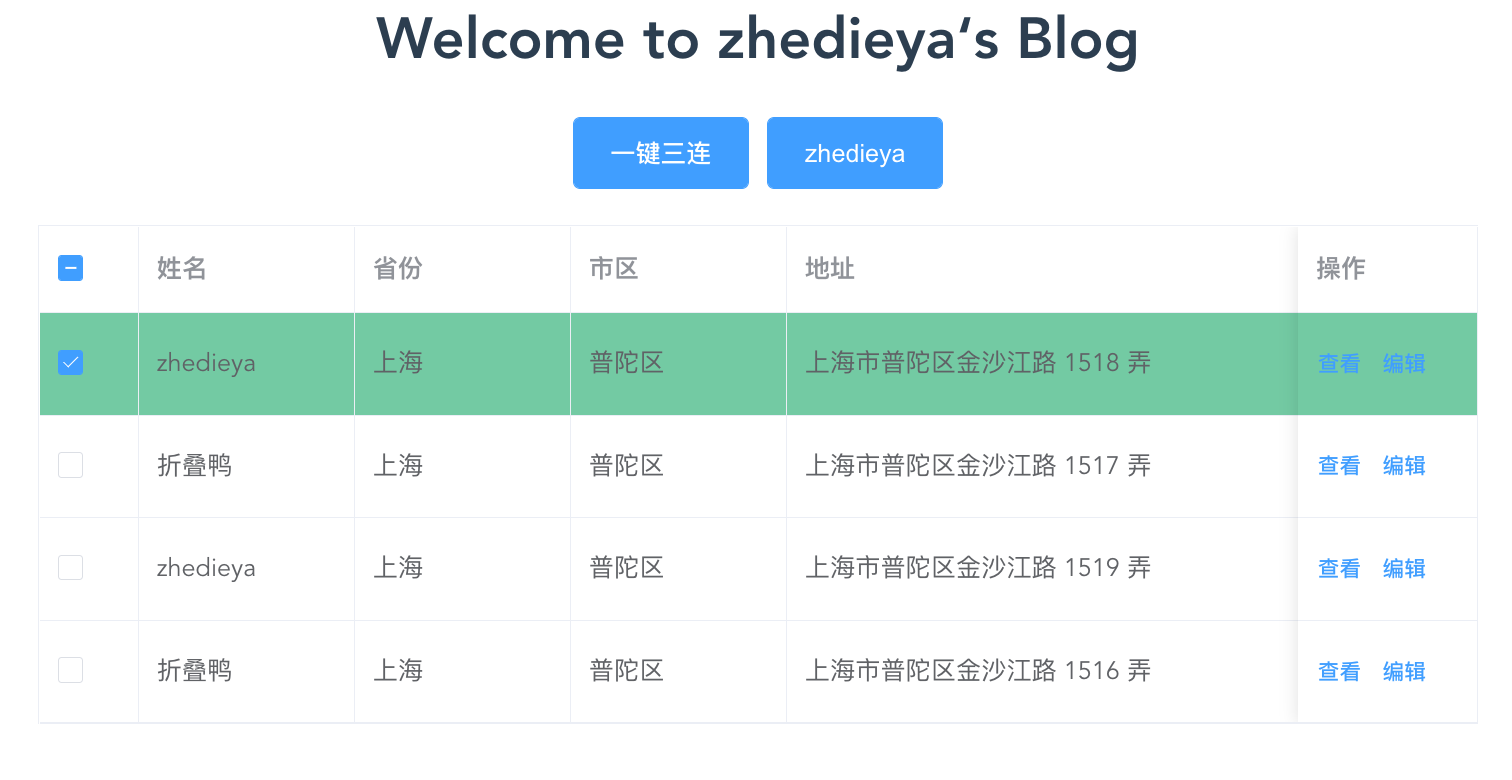 Welcome to zhedieya‘s Blog
一键三连 zhedieya
姓名 省份 市区 地址 操作
zhedieya 上海 普陀区 上海市普陀区金沙江路 1518 弄 查看 编辑
折叠鸭 上海 普陀区 上海市普陀区金沙江路 1517 弄 查看 编辑
zhedieya 上海 普陀区 上海市普陀区金沙江路 1519 弄 查看 编辑
折叠鸭 上海 普陀区 上海市普陀区金沙江路 1516 弄 查看 编辑